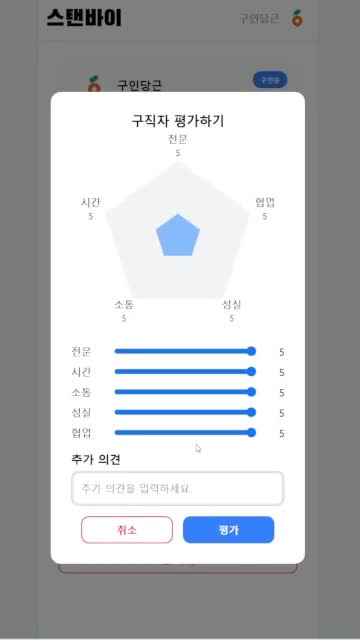 스탠바이
구인당근
구인당근
구인중
구직자 평가하기
전문
5
시간
5
협업
5
소통
5
성실
5
전문 5
시간 5
소통 5
성실 5
협업 5
추가 의견
추가 의견을 입력하세요.
취소 평가